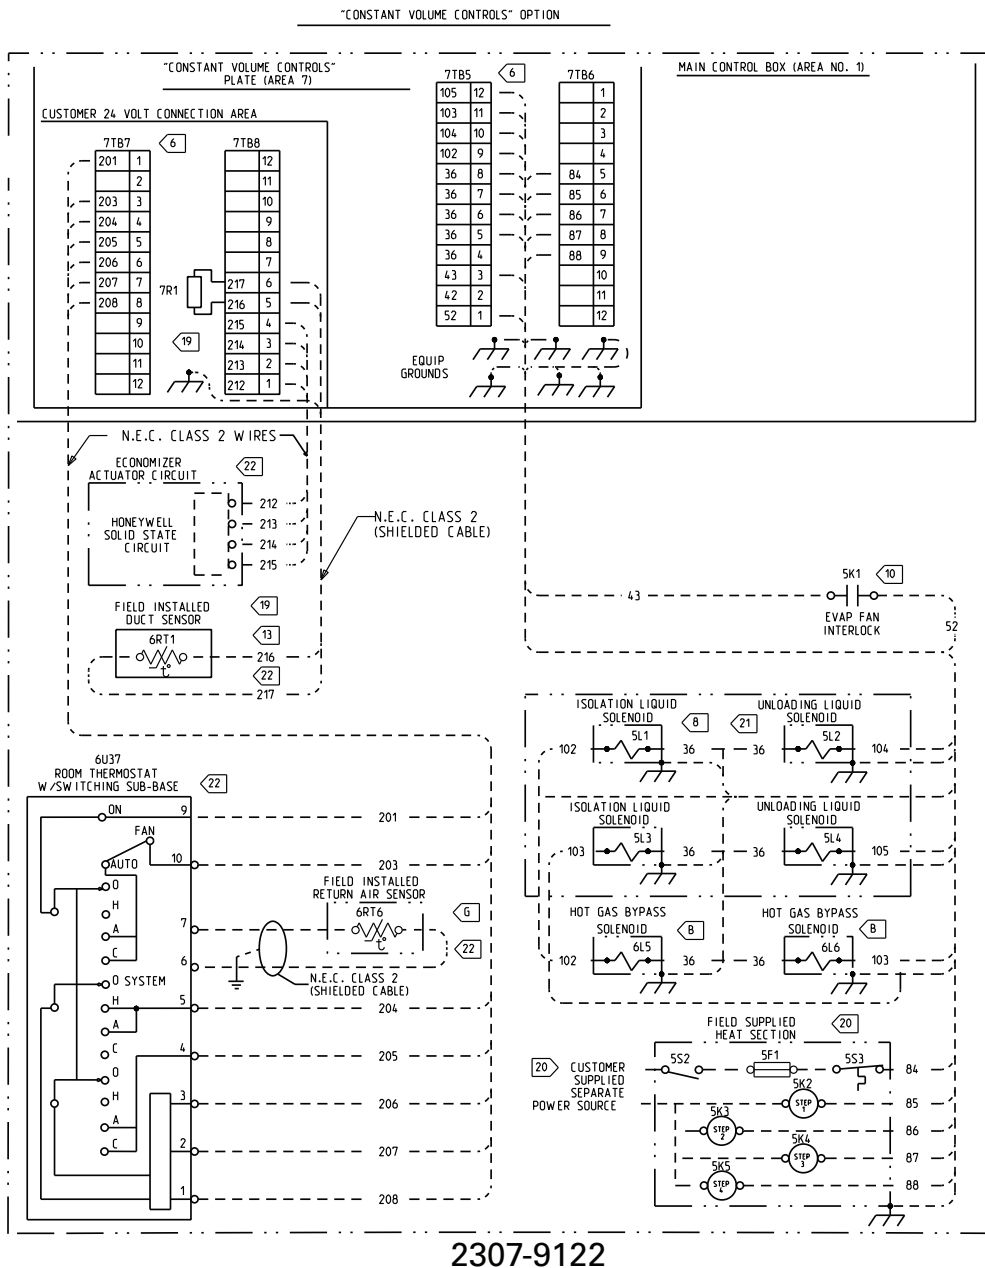 "CONSTANT VOLUME CONTROLS" OPTION
"CONSTANT VOLUME CONTROLS"
PLATE (AREA 7)
MAIN CONTROL BOX (AREA NO. 1)
CUSTOMER 24 VOLT CONNECTION AREA
7TB7
6
7TB8
7TB5
6
7TB6
201 1
2
203 3
204 4
205 5
206 6
207 7
208 8
9
10
11
12
12
11
10
9
8
7
217 6
216 5
215 4
214 3
213 2
212 1
7R1
19
105 12
103 11
104 10
102 9
36 8
36 7
36 6
36 5
36 4
43 3
42 2
52 1
1
2
3
4
84 5
85 6
86 7
87 8
88 9
10
11
12
EQUIP
GROUNDS
N.E.C. CLASS 2 WIRES
ECONOMIZER
ACTUATOR CIRCUIT
22
HONEYWELL
SOLID STATE
CIRCUIT
212
213
214
215
N.E.C. CLASS 2
(SHIELDED CABLE)
FIELD INSTALLED
DUCT SENSOR
19
13
6RT1
t°
216
22
217
5K1
10
43
EVAP FAN
INTERLOCK
52
ISOLATION LIQUID
SOLENOID
8
21
UNLOADING LIQUID
SOLENOID
102
5L1
36
36
5L2
104
ISOLATION LIQUID
SOLENOID
UNLOADING LIQUID
SOLENOID
103
5L3
36
36
5L4
105
HOT GAS BYPASS
SOLENOID
B
HOT GAS BYPASS
SOLENOID
B
102
6L5
36
36
6L6
103
6U37
ROOM THERMOSTAT
W/SWITCHING SUB-BASE
22
ON
9
201
FAN
AUTO
10
203
O
H
A
C
7
6
FIELD INSTALLED
RETURN AIR SENSOR
6RT6
t°
G
22
N.E.C. CLASS 2
(SHIELDED CABLE)
O SYSTEM
H
A
C
5
204
4
205
O
H
A
C
3
206
2
207
1
208
FIELD SUPPLIED
HEAT SECTION
20
20
CUSTOMER
SUPPLIED
SEPARATE
POWER SOURCE
5S2
5F1
5S3
84
5K2
STEP
1
85
5K3
STEP
2
86
5K4
STEP
3
87
5K5
STEP
4
88
2307-9122